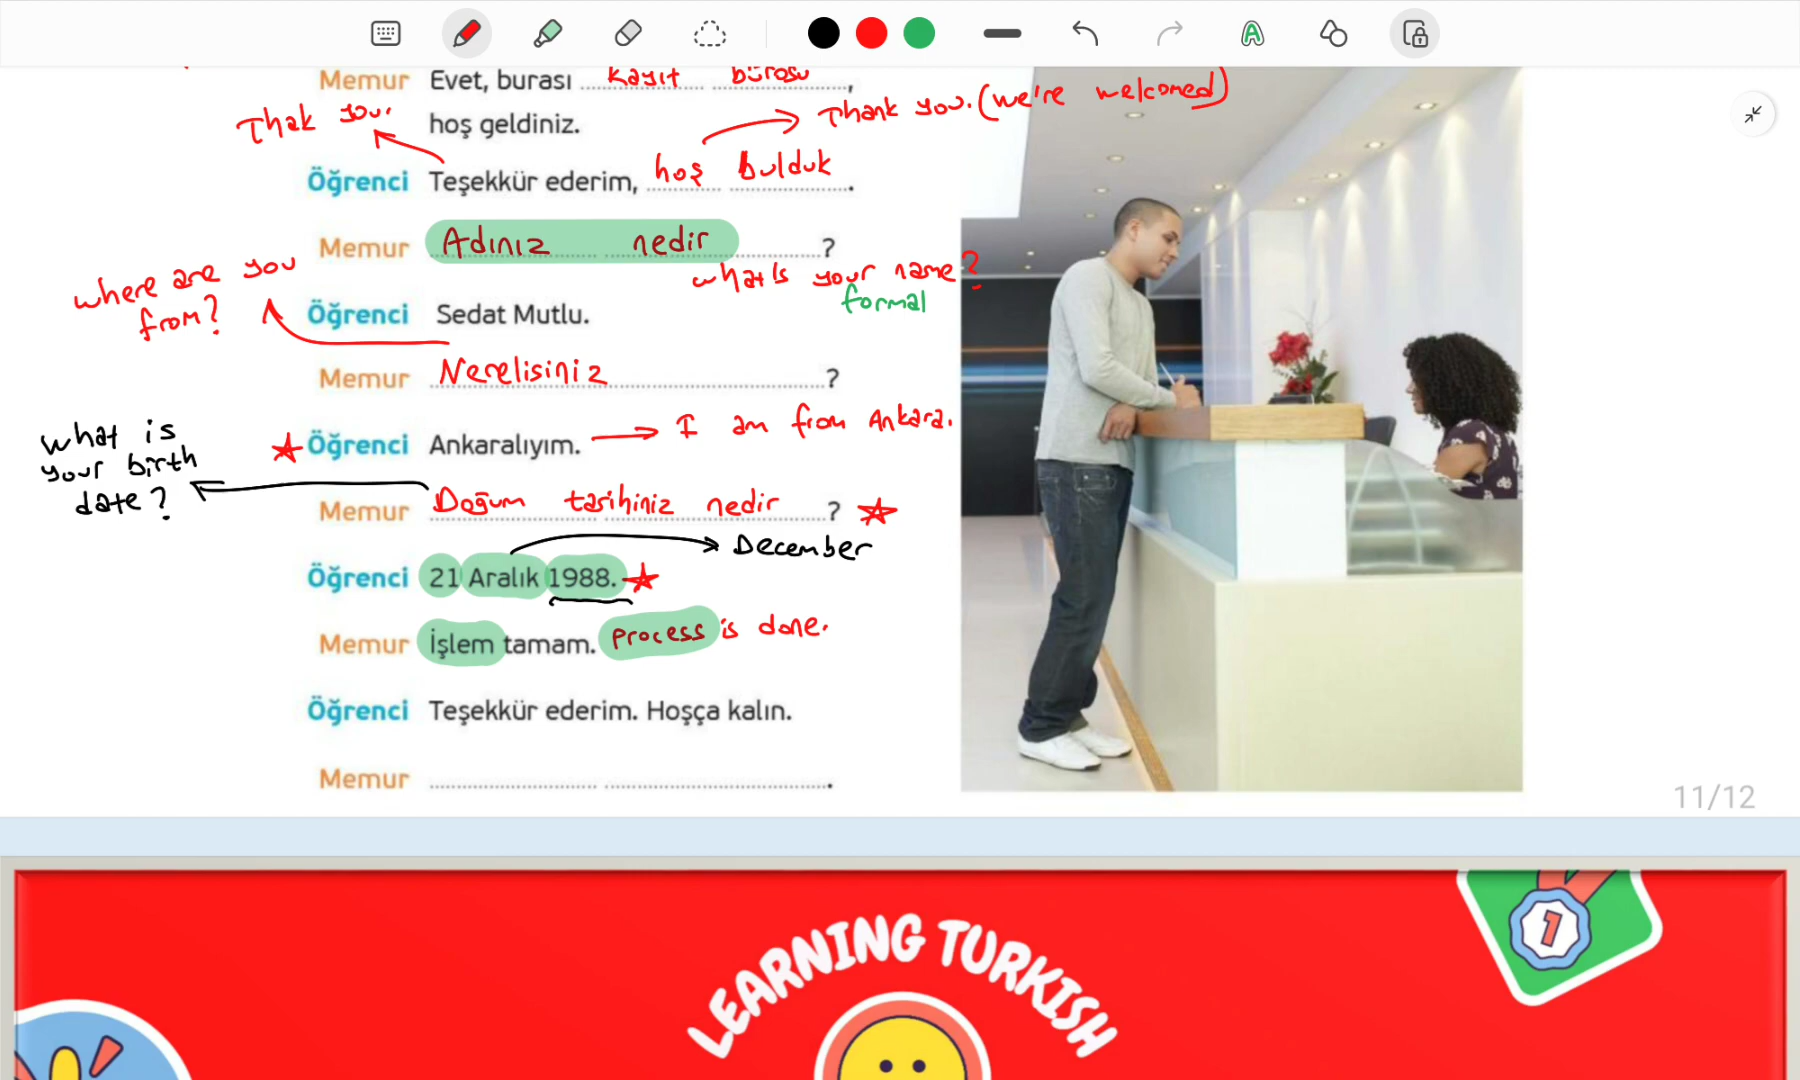 Memur Evet, burası kayıt bürosu,
Thak you.
hoş geldiniz.
Thank you. (we're welcomed)
Öğrenci Teşekkür ederim, hoş bulduk.
Memur Adınız nedir ?
what is your name?
formal
where are you
from?
Öğrenci Sedat Mutlu.
Memur Nerelisiniz ?
Öğrenci Ankaralıyım. I am from Ankara.
what is
your birth
date?
Memur Doğum tarihiniz nedir ?
December
Öğrenci 21 Aralık 1988.
Memur İşlem tamam. process is done.
Öğrenci Teşekkür ederim. Hoşça kalın.
Memur .
11/12
LEARNING TURKISH
1
A